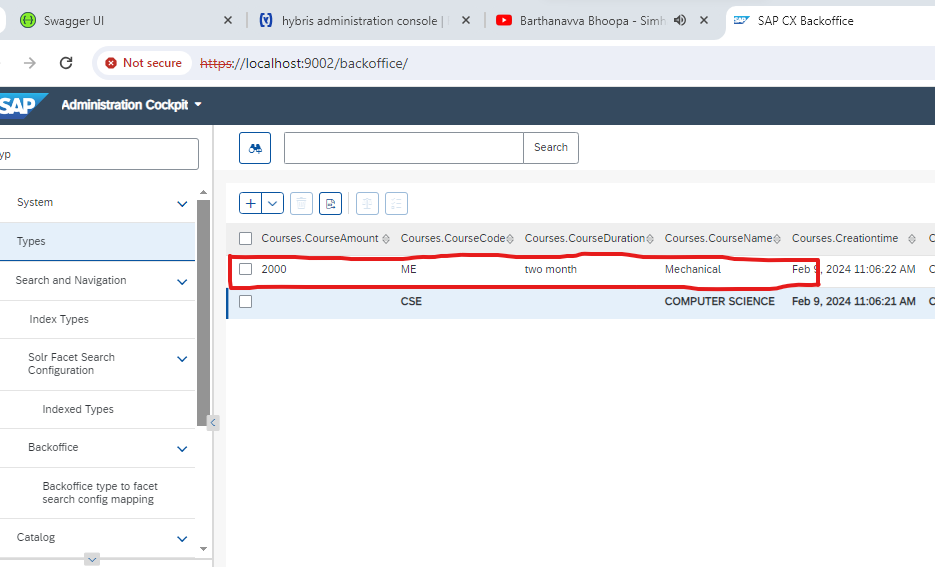 Swagger UI
hybris administration console |
Barthanavva Bhoopa - Simh
SAP CX Backoffice
Not secure
https://localhost:9002/backoffice/
SAP
Administration Cockpit
yp
Search
System
Types
Search and Navigation
Index Types
Solr Facet Search
Configuration
Indexed Types
Backoffice
Backoffice type to facet
search config mapping
Catalog
Courses.CourseAmount Courses.CourseCode Courses.CourseDuration Courses.CourseName Courses.Creationtime C
2000 ME two month Mechanical Feb 9, 2024 11:06:22 AM C
CSE COMPUTER SCIENCE Feb 9, 2024 11:06:21 AM C